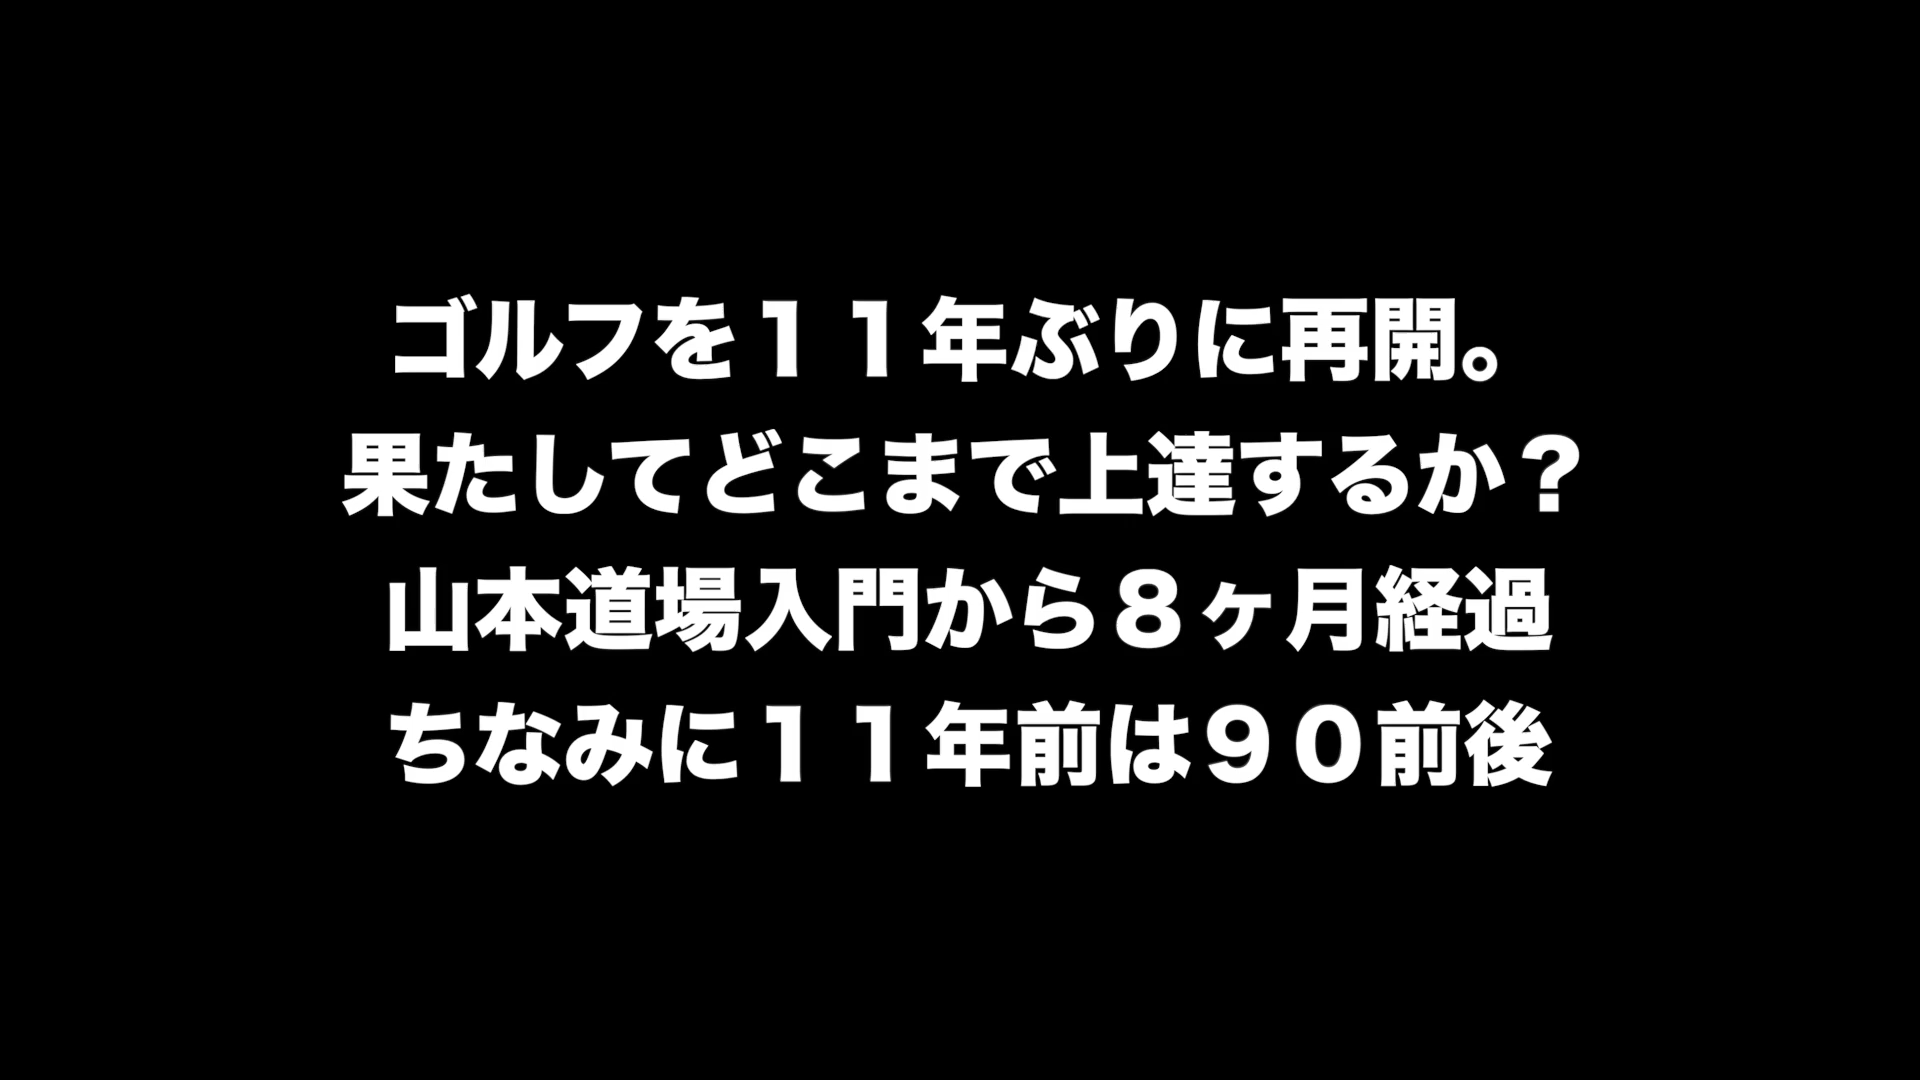 ゴルフを１１年ぶりに再開。
果たしてどこまで上達するか？
山本道場入門から８ヶ月経過
ちなみに１１年前は９０前後